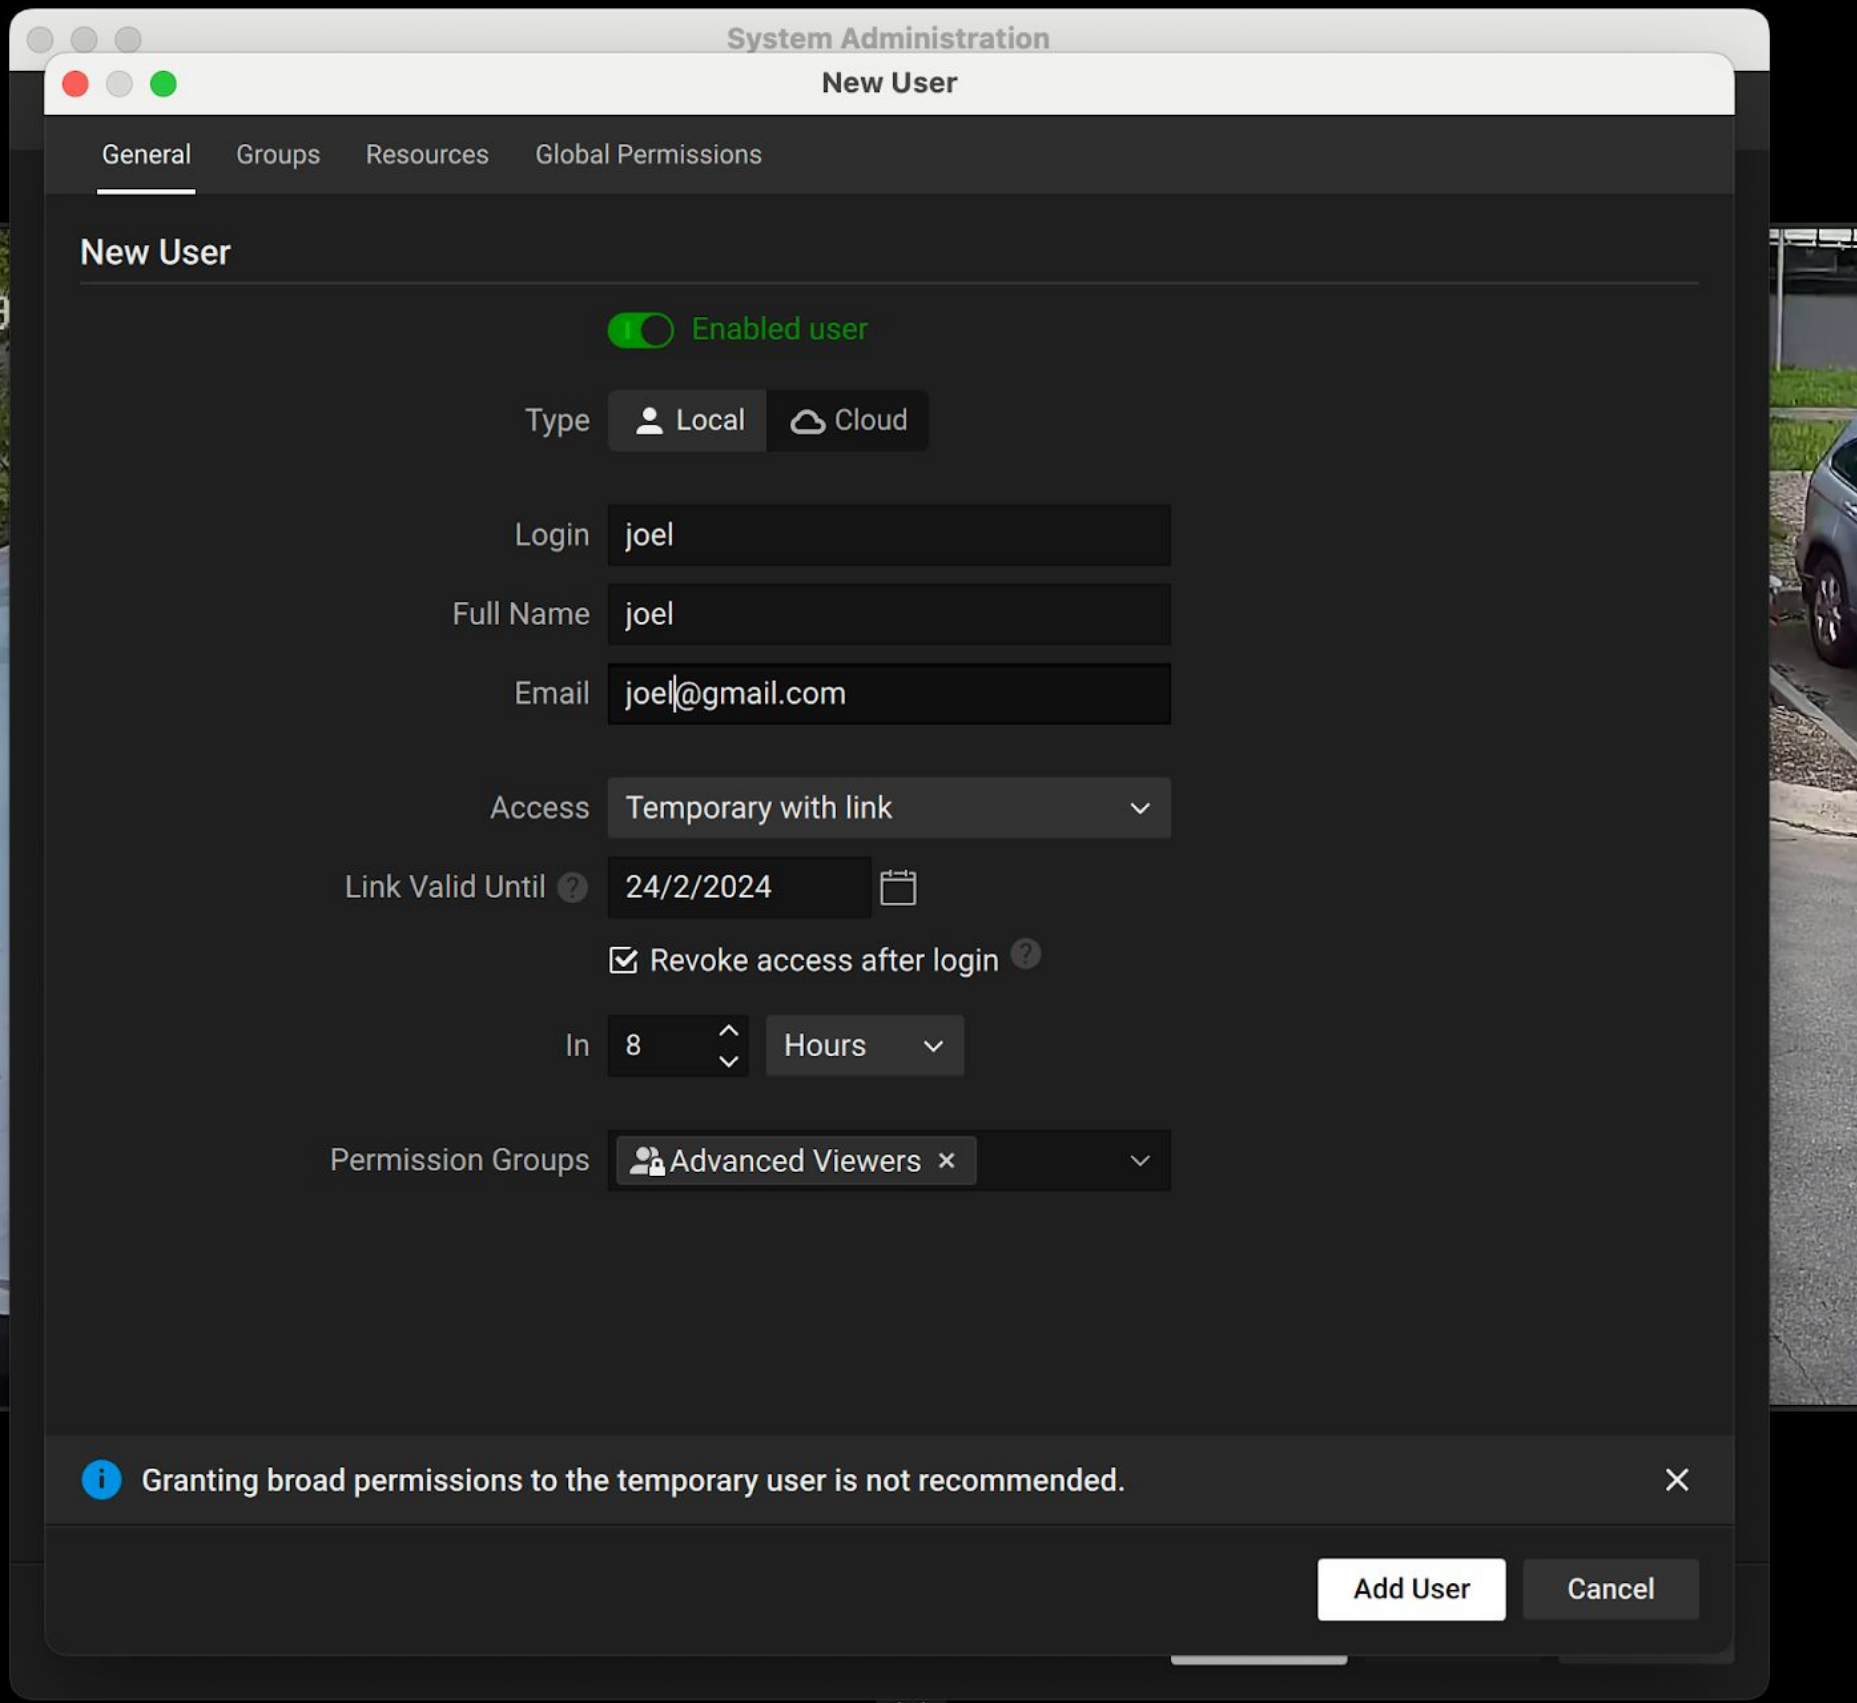 System Administration
New User
General Groups Resources Global Permissions
New User
Enabled user
Type Local Cloud
Login joel
Full Name joel
Email joel@gmail.com
Access Temporary with link
Link Valid Until ? 24/2/2024
Revoke access after login ?
In 8 Hours
Permission Groups Advanced Viewers ×
i Granting broad permissions to the temporary user is not recommended.
Add User Cancel